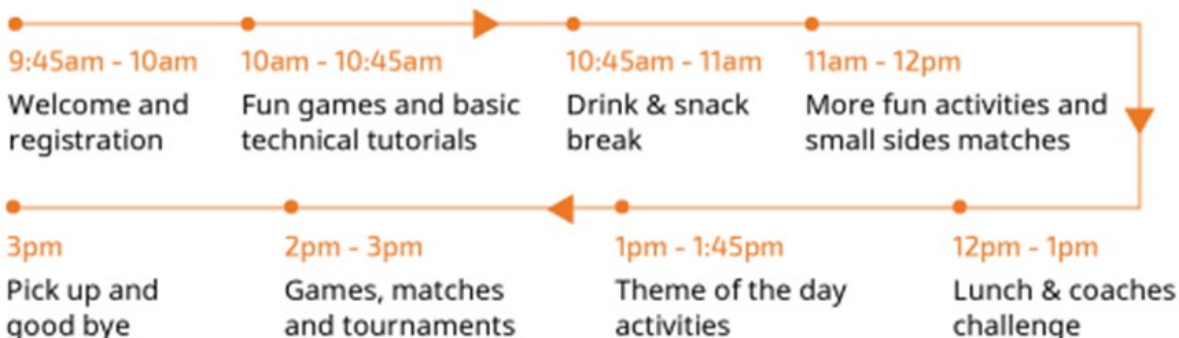 9:45am - 10am
Welcome and
registration
10am - 10:45am
Fun games and basic
technical tutorials
10:45am - 11am
Drink & snack
break
11am - 12pm
More fun activities and
small sides matches
12pm - 1pm
Lunch & coaches
challenge
1pm - 1:45pm
Theme of the day
activities
2pm - 3pm
Games, matches
and tournaments
3pm
Pick up and
good bye